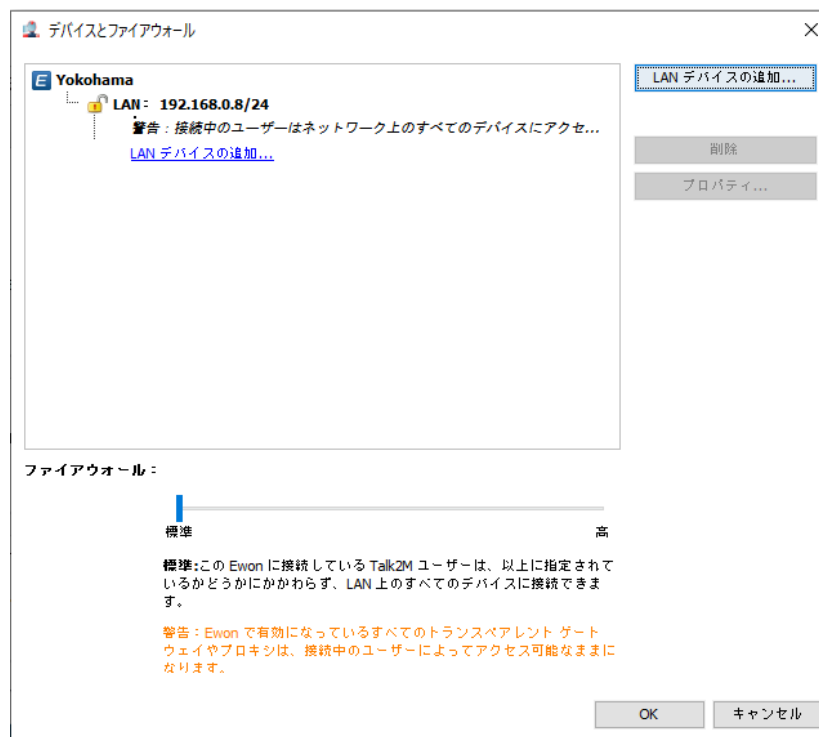 デバイスとファイアウォール
LAN デバイスの追加...
E Yokohama
LAN: 192.168.0.8/24
警告：接続中のユーザーはネットワーク上のすべてのデバイスにアクセ...
LAN デバイスの追加...
削除
プロパティ...
ファイアウォール：
標準
高
標準:この Ewon に接続している Talk2M ユーザーは、以上に指定されて
いるかどうかにかかわらず、LAN 上のすべてのデバイスに接続できま
す。
警告：Ewon で有効になっているすべてのトランスペアレント ゲート
ウェイやプロキシは、接続中のユーザーによってアクセス可能なままに
なります。
OK
キャンセル